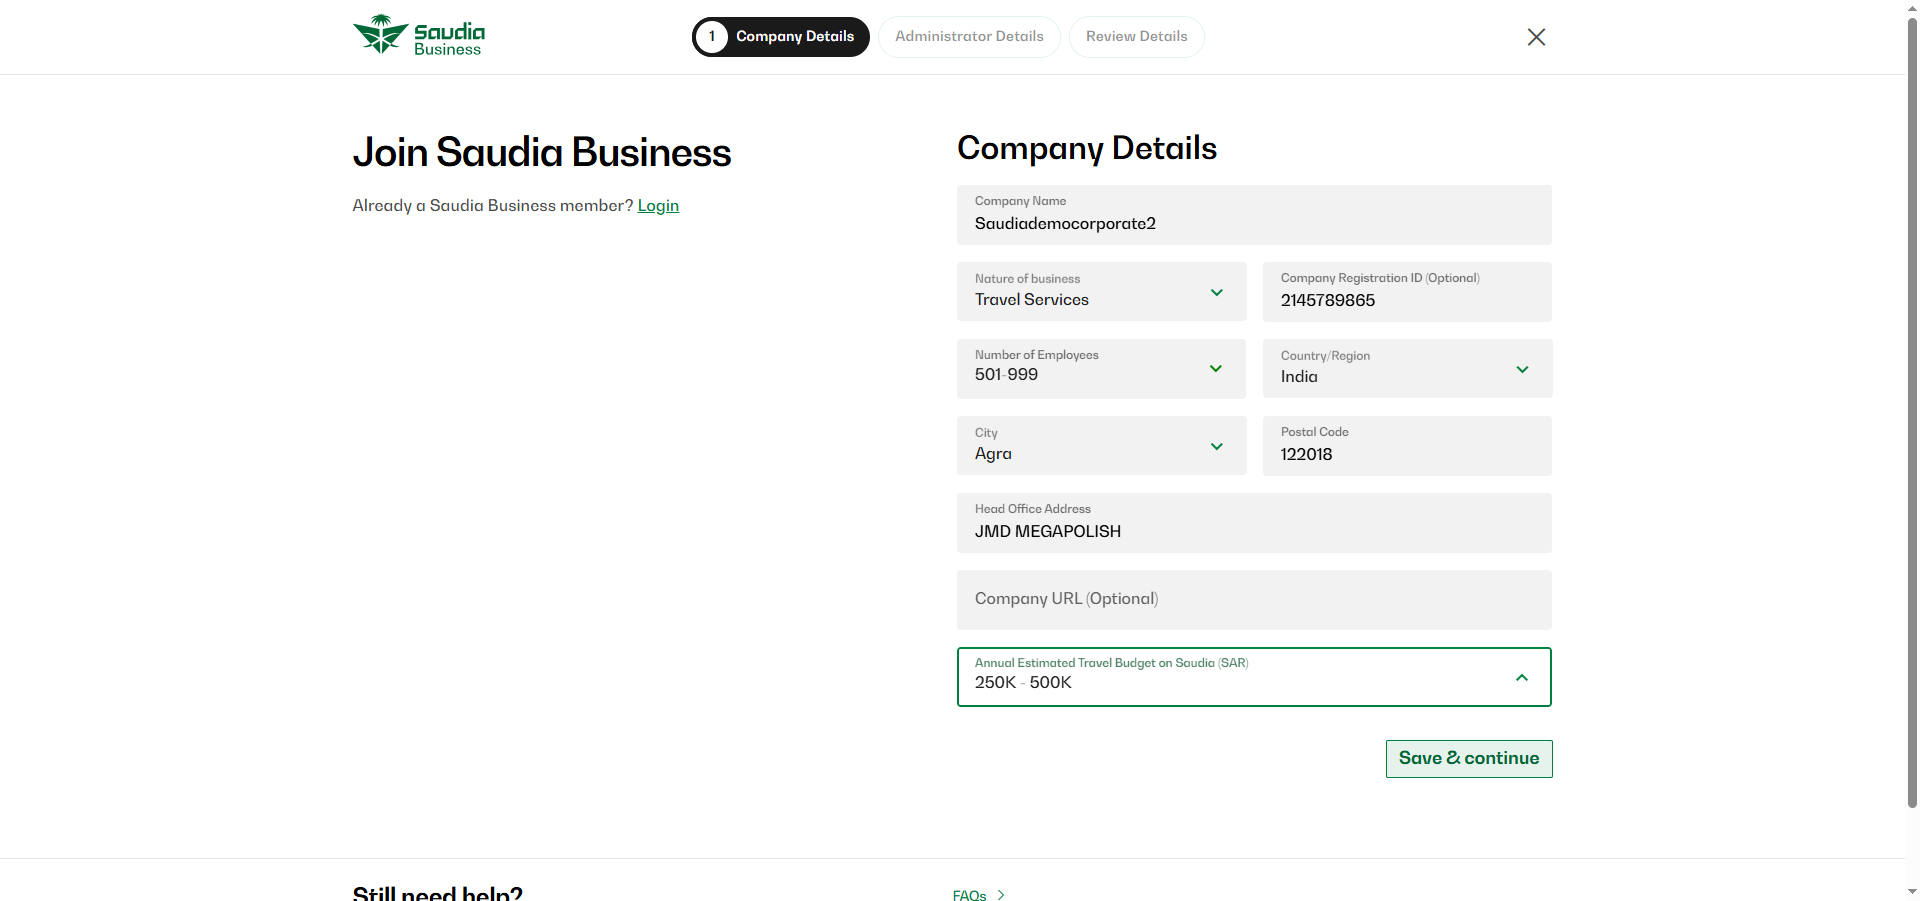 Saudia
Business
1 Company Details
Administrator Details
Review Details
Join Saudia Business
Already a Saudia Business member? Login
Company Details
Company Name
Saudiademocorporate2
Nature of business
Travel Services
Company Registration ID (Optional)
2145789865
Number of Employees
501-999
Country/Region
India
City
Agra
Postal Code
122018
Head Office Address
JMD MEGAPOLISH
Company URL (Optional)
Annual Estimated Travel Budget on Saudia (SAR)
250K - 500K
Save & continue
Still need help?
FAQs